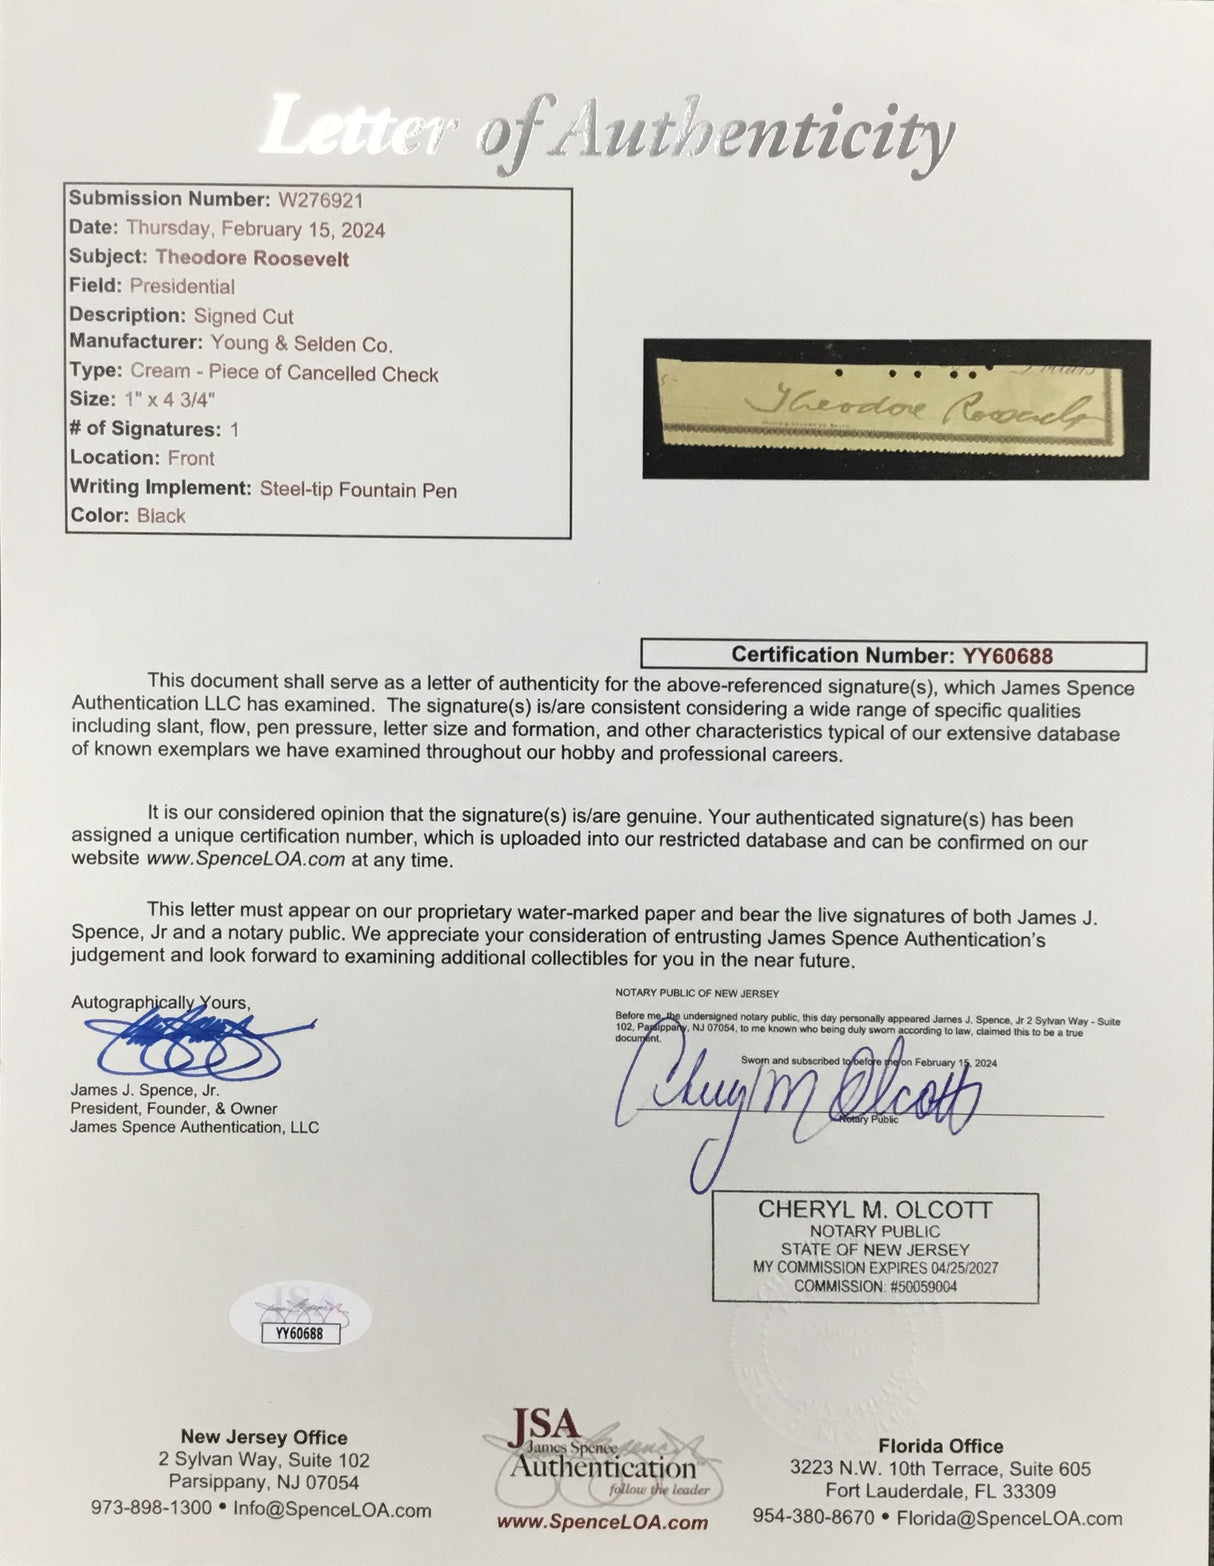 Letter of Authenticity
Submission Number: W276921
Date: Thursday, February 15, 2024
Subject: Theodore Roosevelt
Field: Presidential
Description: Signed Cut
Manufacturer: Young & Selden Co.
Type: Cream - Piece of Cancelled Check
Size: 1" x 4 3/4"
# of Signatures: 1
Location: Front
Writing Implement: Steel-tip Fountain Pen
Color: Black
Theodore Roosevelt
Certification Number: YY60688
This document shall serve as a letter of authenticity for the above-referenced signature(s), which James Spence
Authentication LLC has examined. The signature(s) is/are consistent considering a wide range of specific qualities
including slant, flow, pen pressure, letter size and formation, and other characteristics typical of our extensive database
of known exemplars we have examined throughout our hobby and professional careers.
It is our considered opinion that the signature(s) is/are genuine. Your authenticated signature(s) has been
assigned a unique certification number, which is uploaded into our restricted database and can be confirmed on our
website www.SpenceLOA.com at any time.
This letter must appear on our proprietary water-marked paper and bear the live signatures of both James J.
Spence, Jr and a notary public. We appreciate your consideration of entrusting James Spence Authentication's
judgement and look forward to examining additional collectibles for you in the near future.
Autographically Yours,
James J. Spence, Jr.
President, Founder, & Owner
James Spence Authentication, LLC
NOTARY PUBLIC OF NEW JERSEY
Before me, the undersigned notary public, this day personally appeared James J. Spence, Jr 2 Sylvan Way - Suite
102, Parsippany, NJ 07054, to me known who being duly sworn according to law, claimed this to be a true
document.
Sworn and subscribed to before me on February 15, 2024
Cheryl M Olcott
Notary Public
CHERYL M. OLCOTT
NOTARY PUBLIC
STATE OF NEW JERSEY
MY COMMISSION EXPIRES 04/25/2027
COMMISSION: #50059004
JSA
YY60688
New Jersey Office
2 Sylvan Way, Suite 102
Parsippany, NJ 07054
973-898-1300 • Info@SpenceLOA.com
JSA
James Spence
Authentication
follow the leader
www.SpenceLOA.com
Florida Office
3223 N.W. 10th Terrace, Suite 605
Fort Lauderdale, FL 33309
954-380-8670 • Florida@SpenceLOA.com